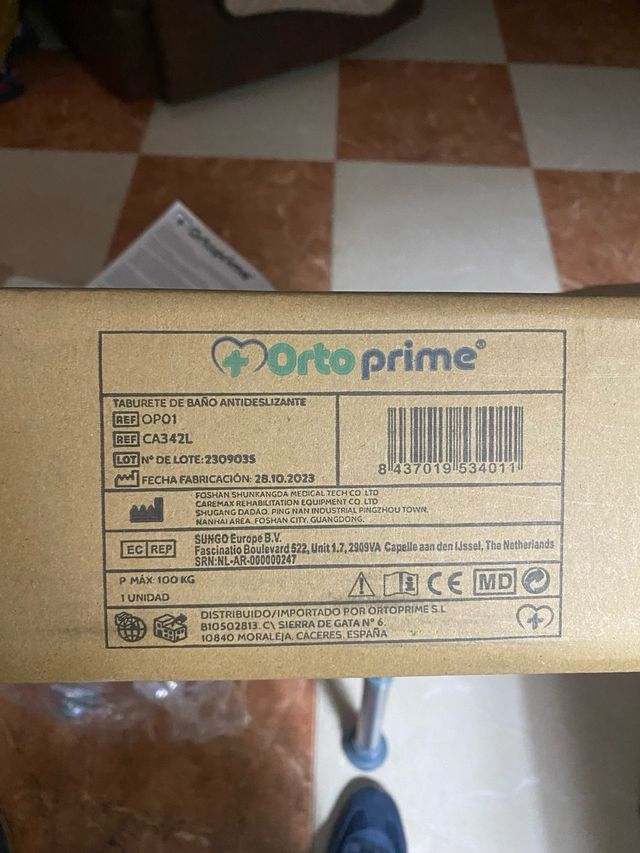 Ortoprime
Ortoprime®
TABURETE DE BAÑO ANTIDESLIZANTE
REF OP01
REF CA342L
LOT Nº DE LOTE: 230903S
FECHA FABRICACIÓN: 28.10.2023
8 437019 534011
FOSHAN SHUNKANGDA MEDICAL TECH CO. LTD
CAREMAX REHABILITATION EQUIPMENT CO. LTD
SHUGANG DADAO, PING NAN INDUSTRIAL PINGZHOU TOWN,
NANHAI AREA, FOSHAN CITY, GUANGDONG.
EC REP
SUNGO Europe B.V.
Fascinatio Boulevard 522, Unit 1.7, 2909VA Capelle aan den IJssel, The Netherlands
SRN:NL-AR-000000247
P MÁX: 100 KG
1 UNIDAD
CE MD
DISTRIBUIDO/IMPORTADO POR ORTOPRIME S.L
B10502813. C\ SIERRA DE GATA Nº 6.
10840 MORALEJA, CÁCERES. ESPAÑA